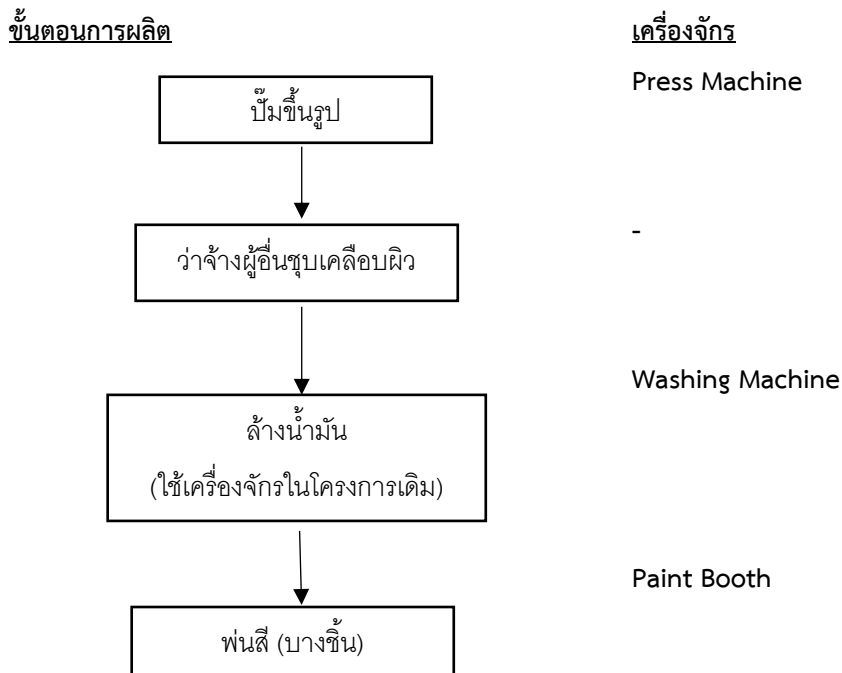 ขั้นตอนการผลิต เครื่องจักร
ปั๊มขึ้นรูป Press Machine
ว่าจ้างผู้อื่นชุบเคลือบผิว -
Washing Machine
ล้างน้ำมัน
(ใช้เครื่องจักรในโครงการเดิม)
Paint Booth
พ่นสี (บางชิ้น)